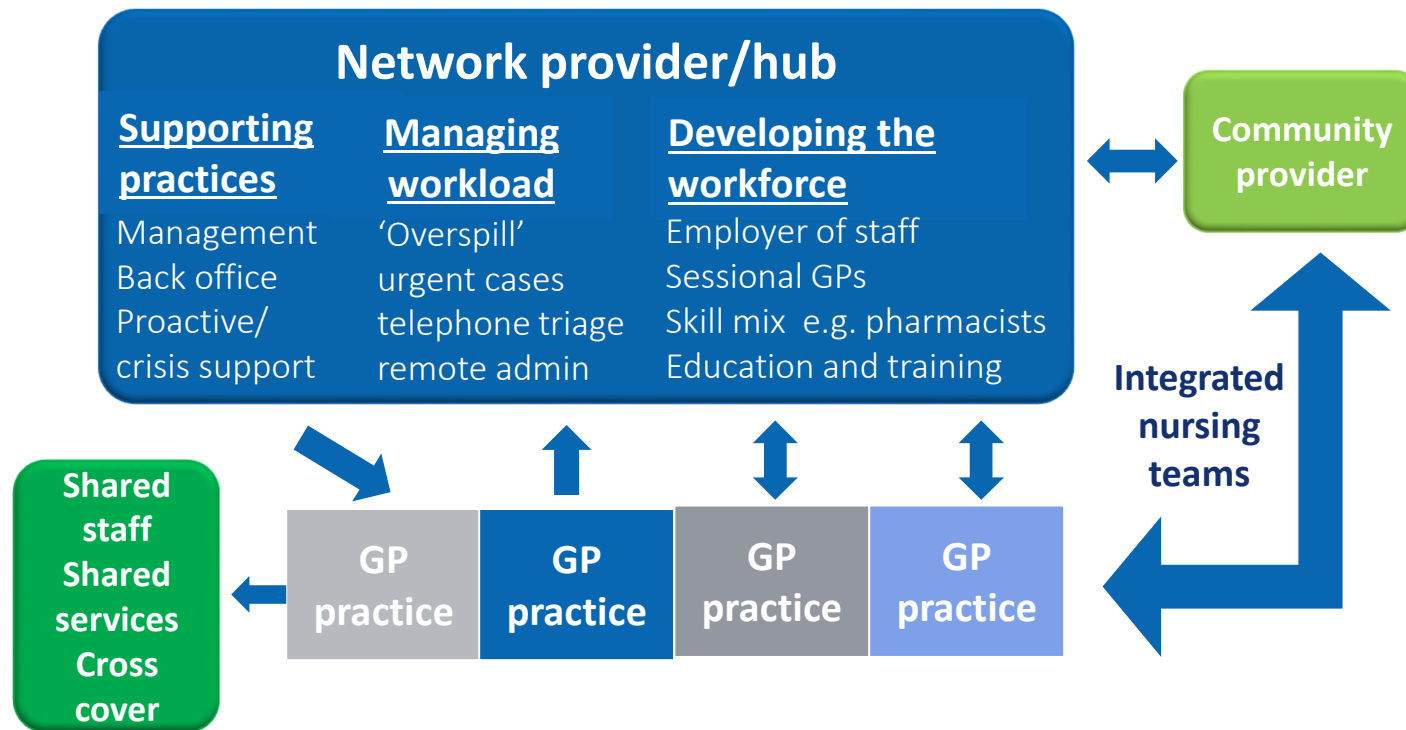 Network provider/hub
Supporting
practices
Management
Back office
Proactive/
crisis support
Managing
workload
‘Overspill’
urgent cases
telephone triage
remote admin
Developing the
workforce
Employer of staff
Sessional GPs
Skill mix  e.g. pharmacists
Education and training
Community
provider
Integrated
nursing
teams
Shared
staff
Shared
services
Cross
cover
GP
practice
GP
practice
GP
practice
GP
practice